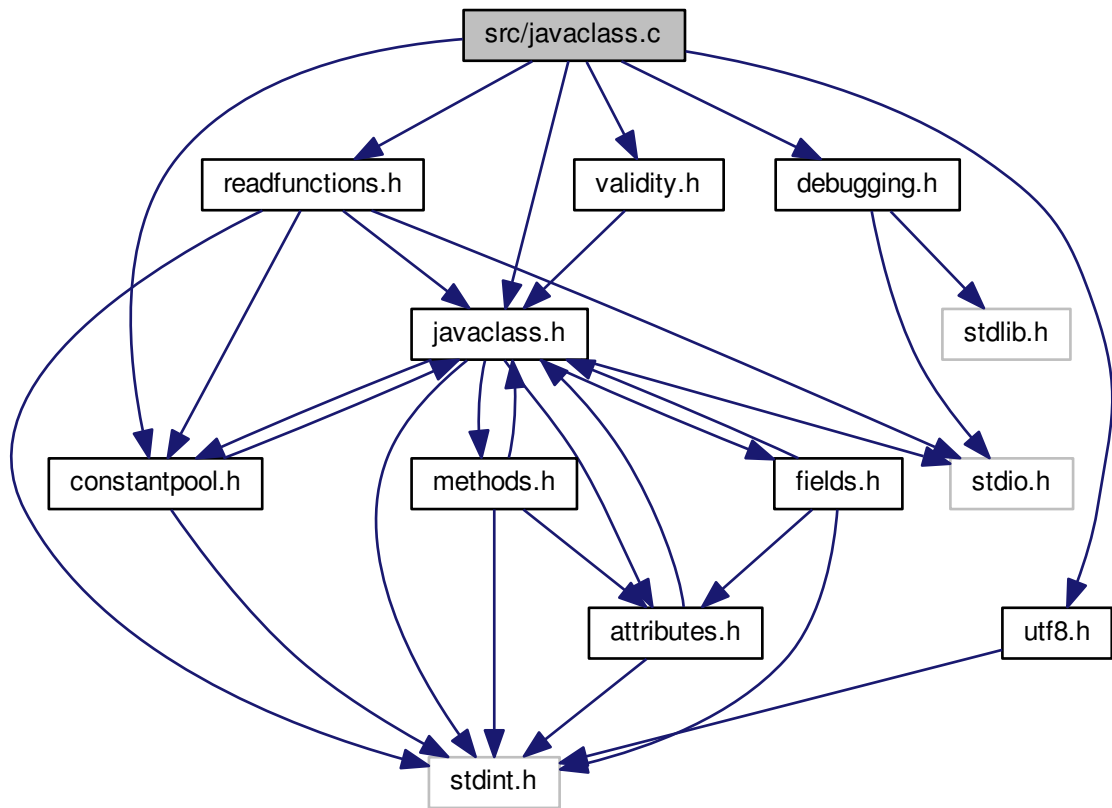 src/javaclass.c
readfunctions.h
validity.h
debugging.h
javaclass.h
stdlib.h
constantpool.h
methods.h
fields.h
stdio.h
attributes.h
utf8.h
stdint.h